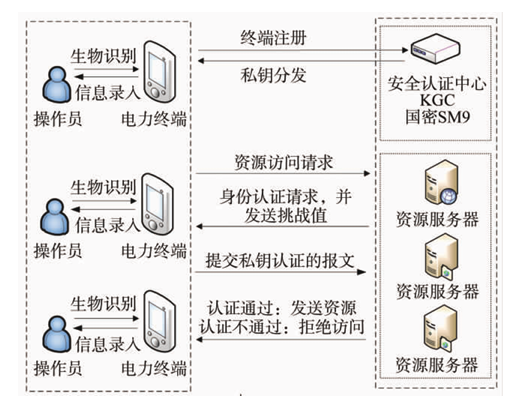 生物识别
信息录入
操作员
电力终端
终端注册
私钥分发
安全认证中心
KGC
国密SM9
生物识别
信息录入
操作员
电力终端
资源访问请求
身份认证请求，并
发送挑战值
资源服务器
提交私钥认证的报文
资源服务器
生物识别
信息录入
操作员
电力终端
认证通过：发送资源
认证不通过：拒绝访问
资源服务器